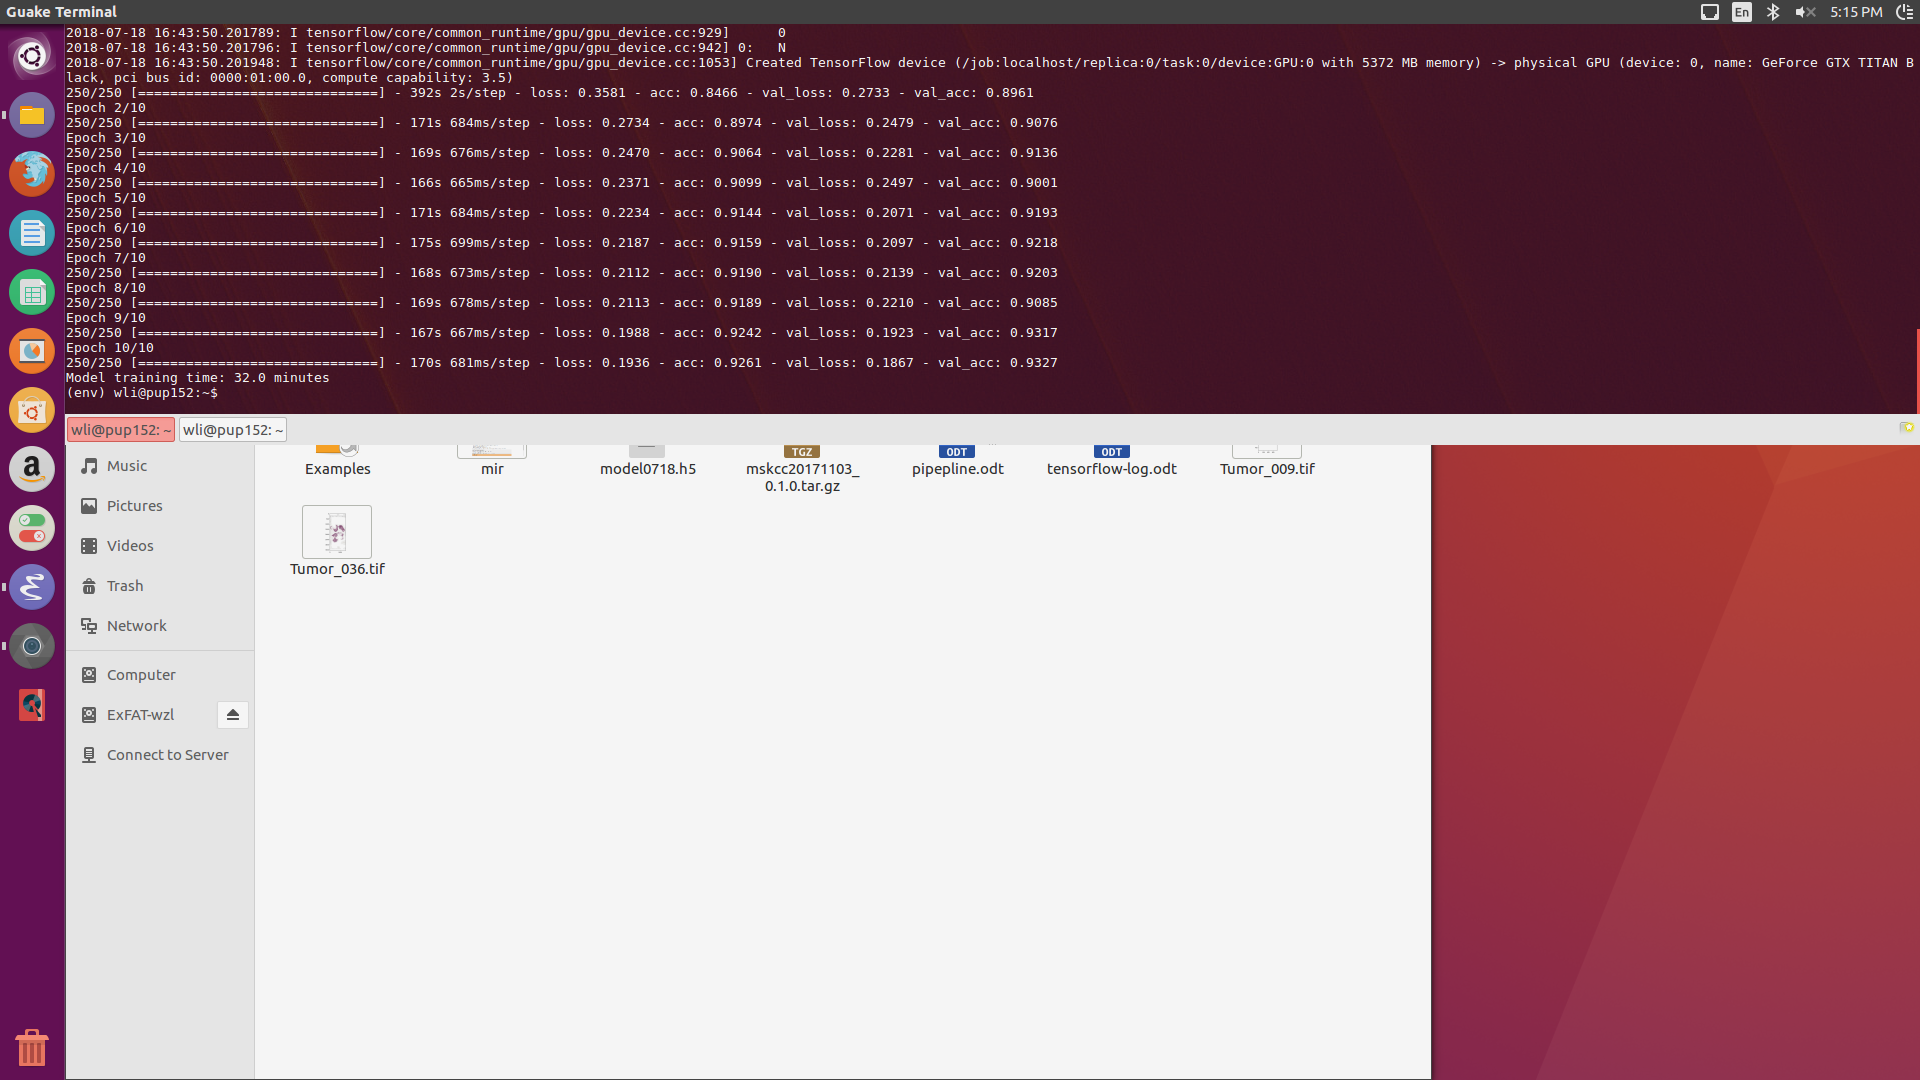 Guake Terminal
En
5:15 PM
2018-07-18 16:43:50.201789: I tensorflow/core/common_runtime/gpu/gpu_device.cc:929]      0
2018-07-18 16:43:50.201796: I tensorflow/core/common_runtime/gpu/gpu_device.cc:942] 0:   N
2018-07-18 16:43:50.201948: I tensorflow/core/common_runtime/gpu/gpu_device.cc:1053] Created TensorFlow device (/job:localhost/replica:0/task:0/device:GPU:0 with 5372 MB memory) -> physical GPU (device: 0, name: GeForce GTX TITAN B
lack, pci bus id: 0000:01:00.0, compute capability: 3.5)
250/250 [==============================] - 392s 2s/step - loss: 0.3581 - acc: 0.8466 - val_loss: 0.2733 - val_acc: 0.8961
Epoch 2/10
250/250 [==============================] - 171s 684ms/step - loss: 0.2734 - acc: 0.8974 - val_loss: 0.2479 - val_acc: 0.9076
Epoch 3/10
250/250 [==============================] - 169s 676ms/step - loss: 0.2470 - acc: 0.9064 - val_loss: 0.2281 - val_acc: 0.9136
Epoch 4/10
250/250 [==============================] - 166s 665ms/step - loss: 0.2371 - acc: 0.9099 - val_loss: 0.2497 - val_acc: 0.9001
Epoch 5/10
250/250 [==============================] - 171s 684ms/step - loss: 0.2234 - acc: 0.9144 - val_loss: 0.2071 - val_acc: 0.9193
Epoch 6/10
250/250 [==============================] - 175s 699ms/step - loss: 0.2187 - acc: 0.9159 - val_loss: 0.2097 - val_acc: 0.9218
Epoch 7/10
250/250 [==============================] - 168s 673ms/step - loss: 0.2112 - acc: 0.9190 - val_loss: 0.2139 - val_acc: 0.9203
Epoch 8/10
250/250 [==============================] - 169s 678ms/step - loss: 0.2113 - acc: 0.9189 - val_loss: 0.2210 - val_acc: 0.9085
Epoch 9/10
250/250 [==============================] - 167s 667ms/step - loss: 0.1988 - acc: 0.9242 - val_loss: 0.1923 - val_acc: 0.9317
Epoch 10/10
250/250 [==============================] - 170s 681ms/step - loss: 0.1936 - acc: 0.9261 - val_loss: 0.1867 - val_acc: 0.9327
Model training time: 32.0 minutes
(env) wli@pup152:~$
wli@pup152: ~
wli@pup152: ~
Music
Pictures
Videos
Trash
Network
Computer
ExFAT-wzl
Connect to Server
TGZ
ODT
ODT
Examples
mir
model0718.h5
mskcc20171103_
0.1.0.tar.gz
pipepline.odt
tensorflow-log.odt
Tumor_009.tif
Tumor_036.tif